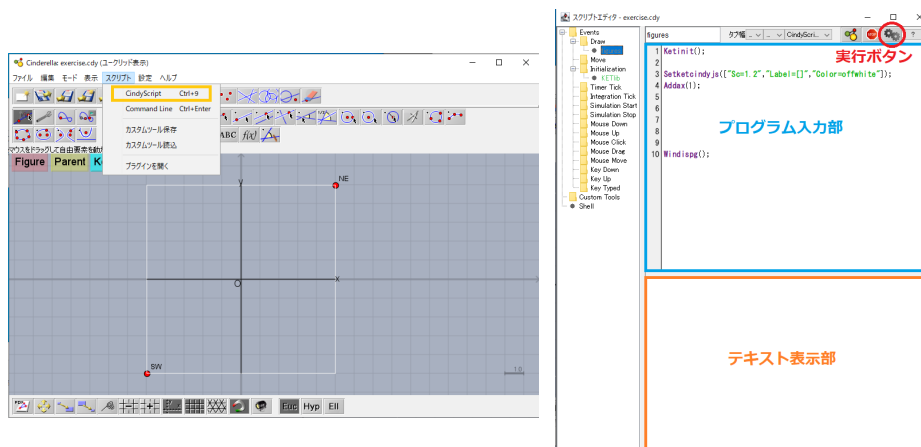 Cinderella: exercise.cdy (ユークリッド表示)
ファイル 編集 モード 表示 スクリプト 設定 ヘルプ
CindyScript Ctrl+9
Command Line Ctrl+Enter
カスタムツール保存
カスタムツール読込
プラグインを開く
ABC f(x)
Figure Parent K
y
NE
O
x
SW
1.0
Euc Hyp Ell
スクリプトエディタ - exercise.cdy
figures タブ幅 CindyScri...
実行ボタン
Events
Draw
figures
Move
Initialization
KETlib
Timer Tick
Integration Tick
Simulation Start
Simulation Stop
Mouse Down
Mouse Up
Mouse Click
Mouse Drag
Mouse Move
Key Down
Key Up
Key Typed
Custom Tools
Shell
1 Ketinit();
2
3 Setketcindyjs(["Sc=1.2","Label=[]","Color=offwhite"]);
4 Addax(1);
5
6
7
8
9
10 Windispg();
プログラム入力部
テキスト表示部